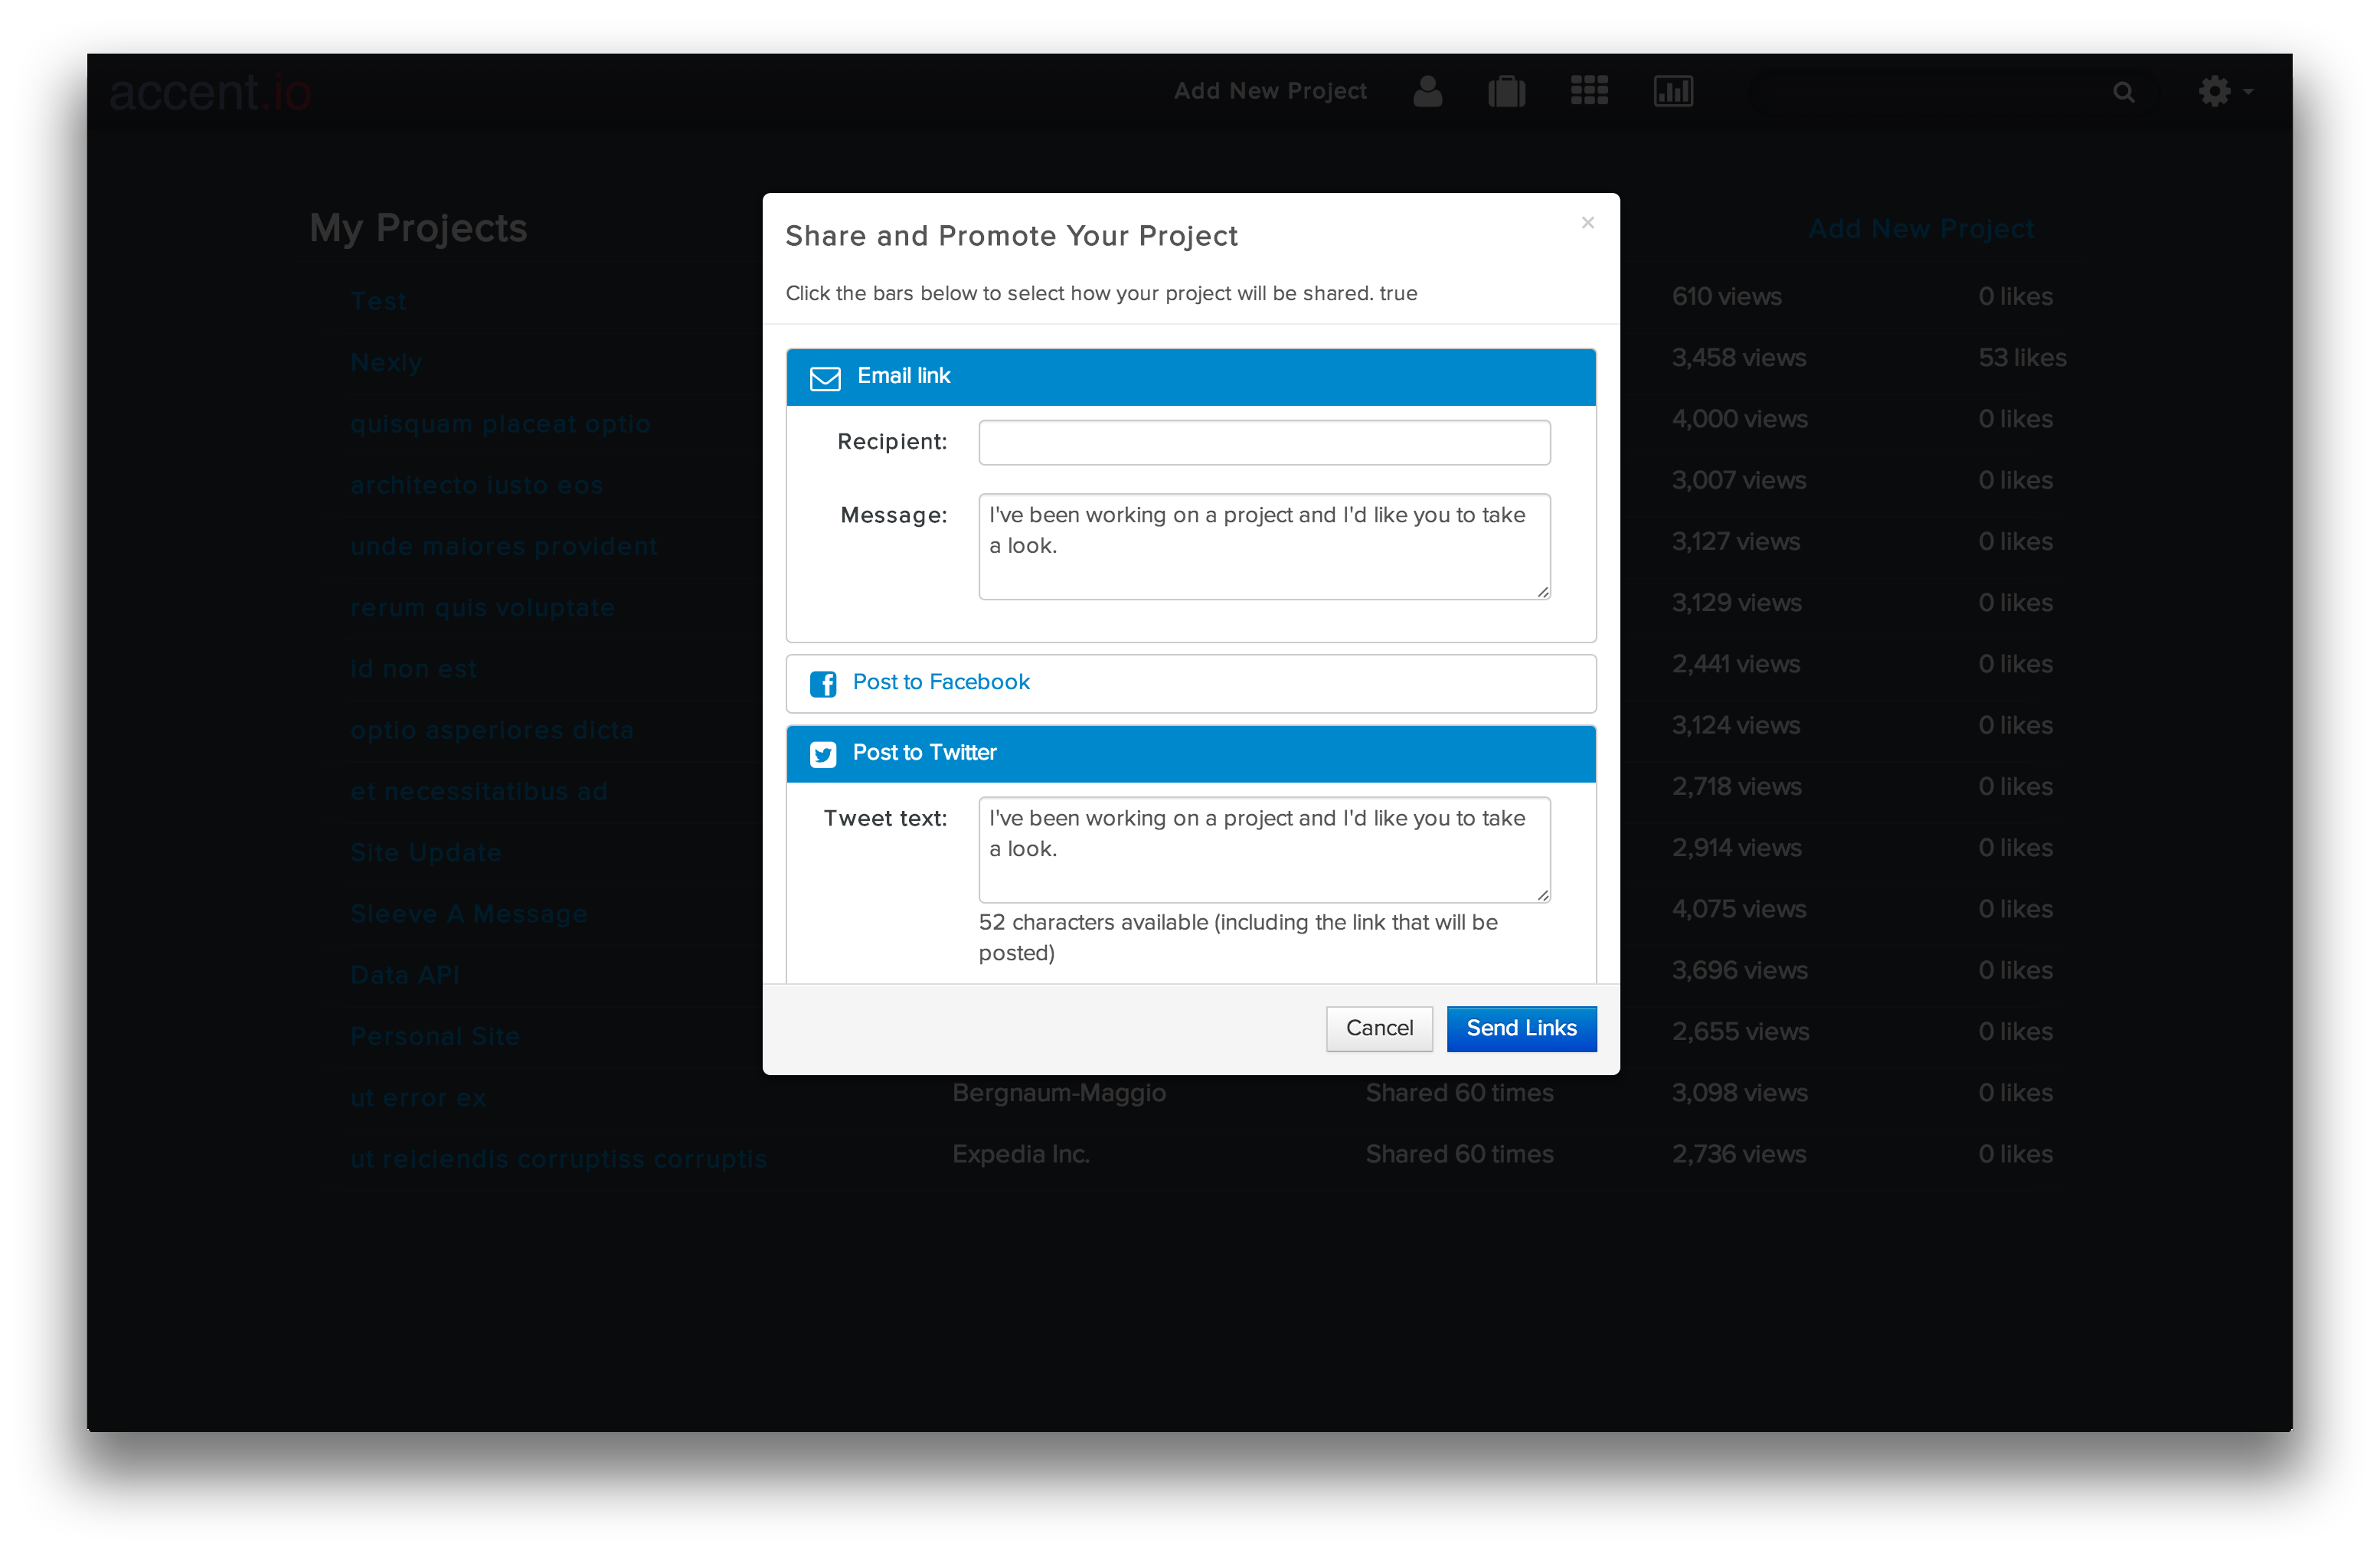 accent.io
Add New Project
My Projects
Add New Project
Test
610 views
0 likes
Nexly
3,458 views
53 likes
quisquam placeat optio
4,000 views
0 likes
architecto iusto eos
3,007 views
0 likes
unde maiores provident
3,127 views
0 likes
rerum quis voluptate
3,129 views
0 likes
id non est
2,441 views
0 likes
optio asperiores dicta
3,124 views
0 likes
et necessitatibus ad
2,718 views
0 likes
Site Update
2,914 views
0 likes
Sleeve A Message
4,075 views
0 likes
Data API
3,696 views
0 likes
Personal Site
2,655 views
0 likes
ut error ex
Bergnaum-Maggio
Shared 60 times
3,098 views
0 likes
ut reiciendis corruptiss corruptis
Expedia Inc.
Shared 60 times
2,736 views
0 likes
Share and Promote Your Project
×
Click the bars below to select how your project will be shared. true
Email link
Recipient:
Message:
I've been working on a project and I'd like you to take
a look.
Post to Facebook
Post to Twitter
Tweet text:
I've been working on a project and I'd like you to take
a look.
52 characters available (including the link that will be
posted)
Cancel
Send Links